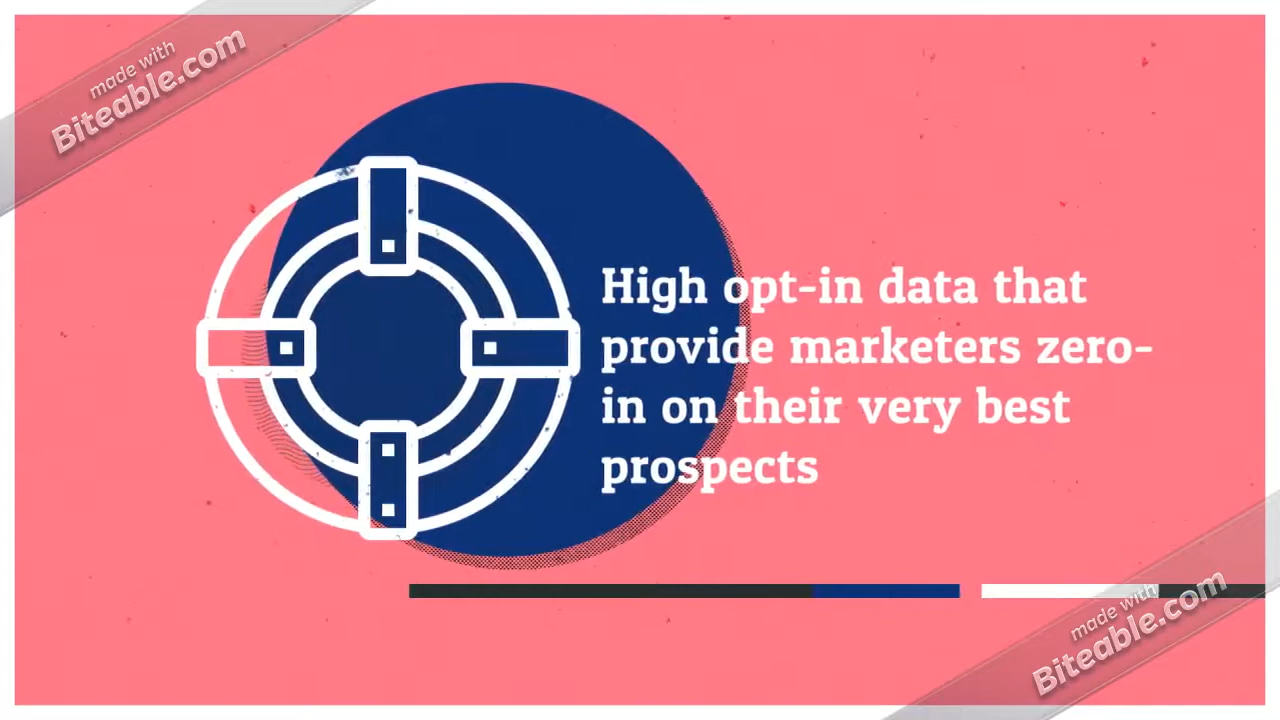 made with
Biteable.com
High opt-in data that
provide marketers zero-
in on their very best
prospects
made with
Biteable.com